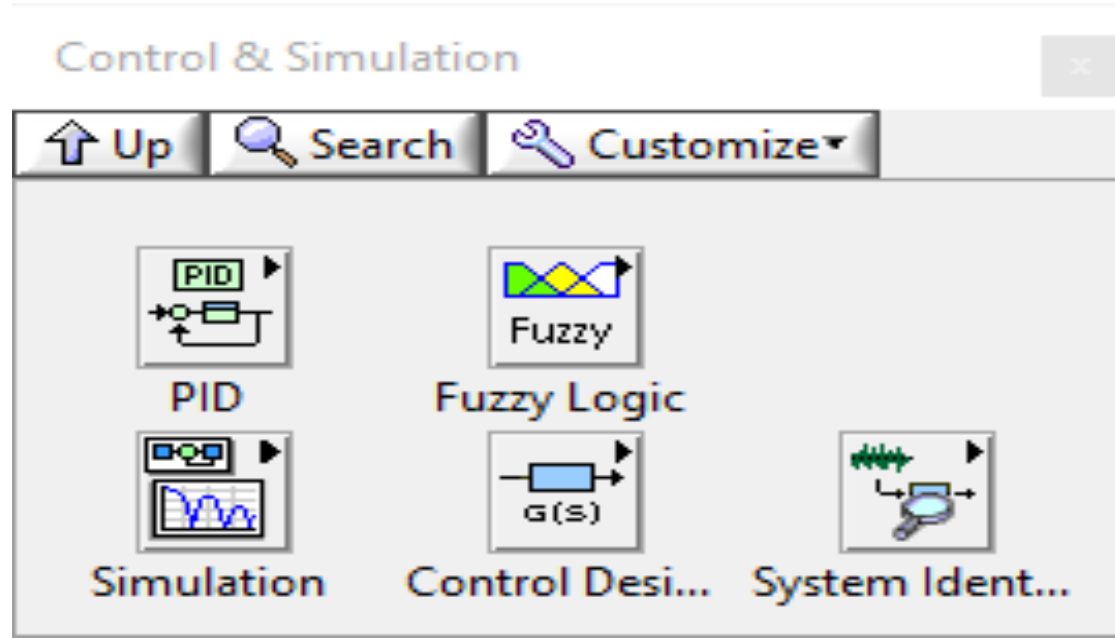 Control & Simulation
x
Up Search Customize
PID Fuzzy
PID Fuzzy Logic
G(s)
Simulation Control Desi... System Ident...